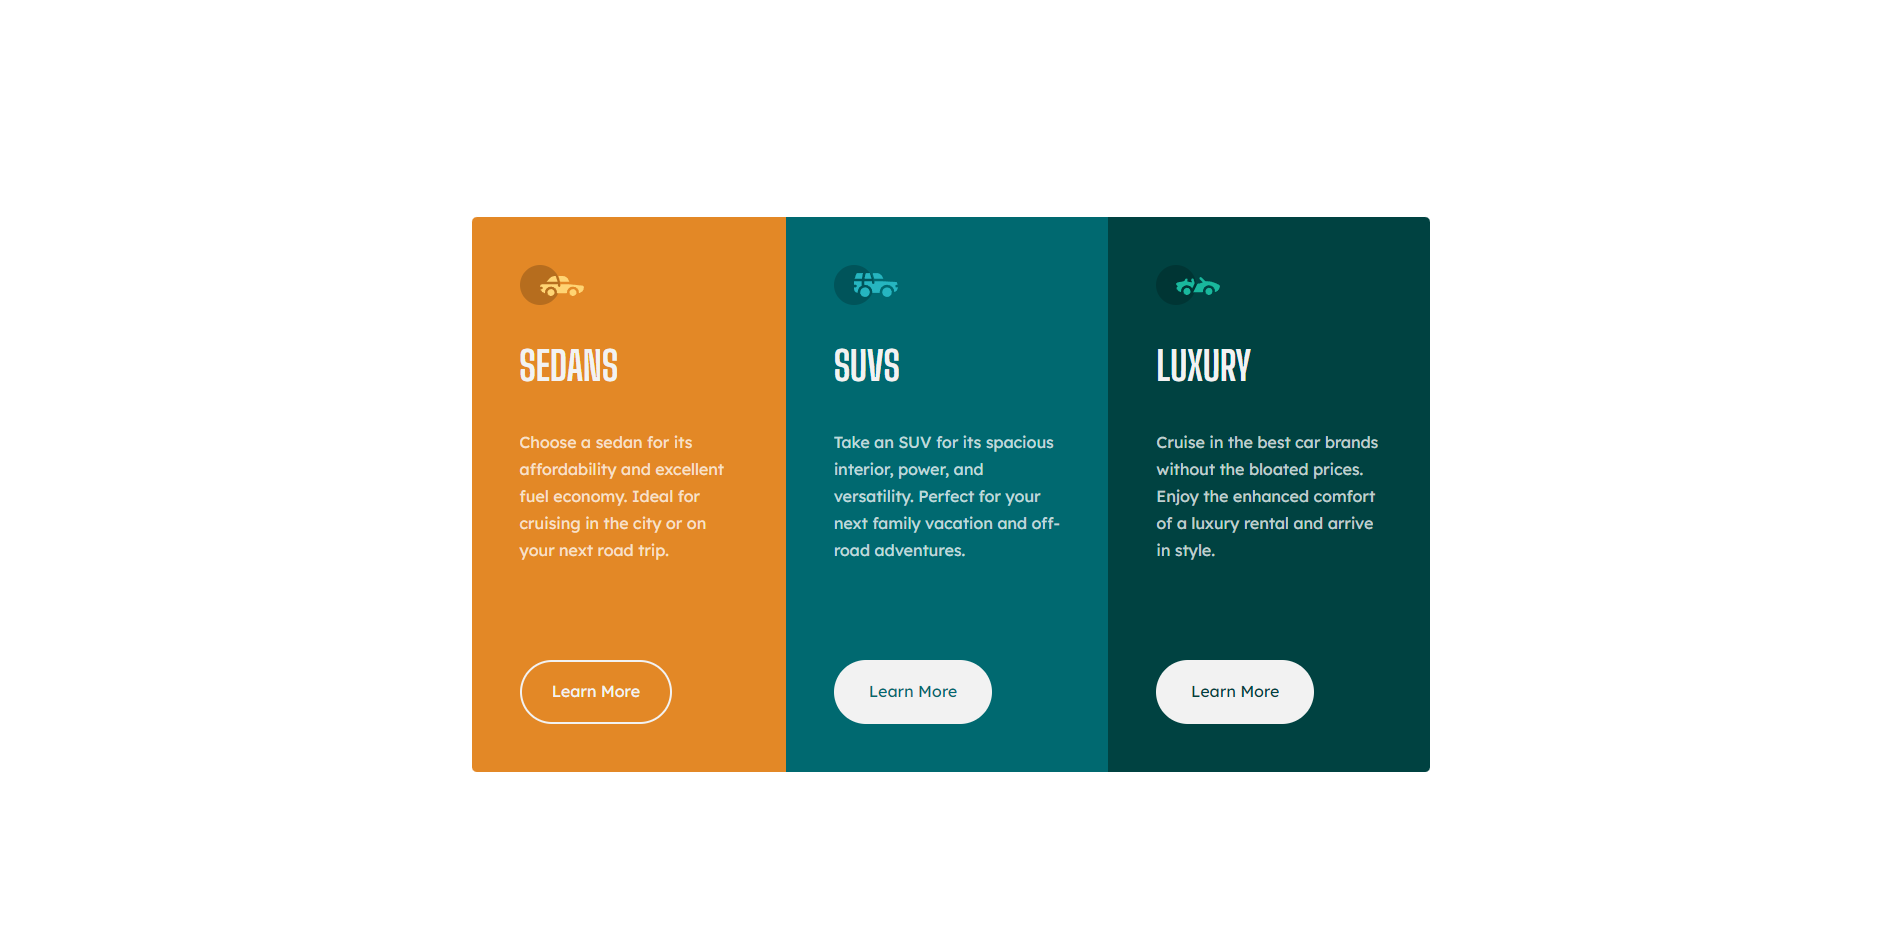 SEDANS
Choose a sedan for its
affordability and excellent
fuel economy. Ideal for
cruising in the city or on
your next road trip.
Learn More
SUVS
Take an SUV for its spacious
interior, power, and
versatility. Perfect for your
next family vacation and off-
road adventures.
Learn More
LUXURY
Cruise in the best car brands
without the bloated prices.
Enjoy the enhanced comfort
of a luxury rental and arrive
in style.
Learn More